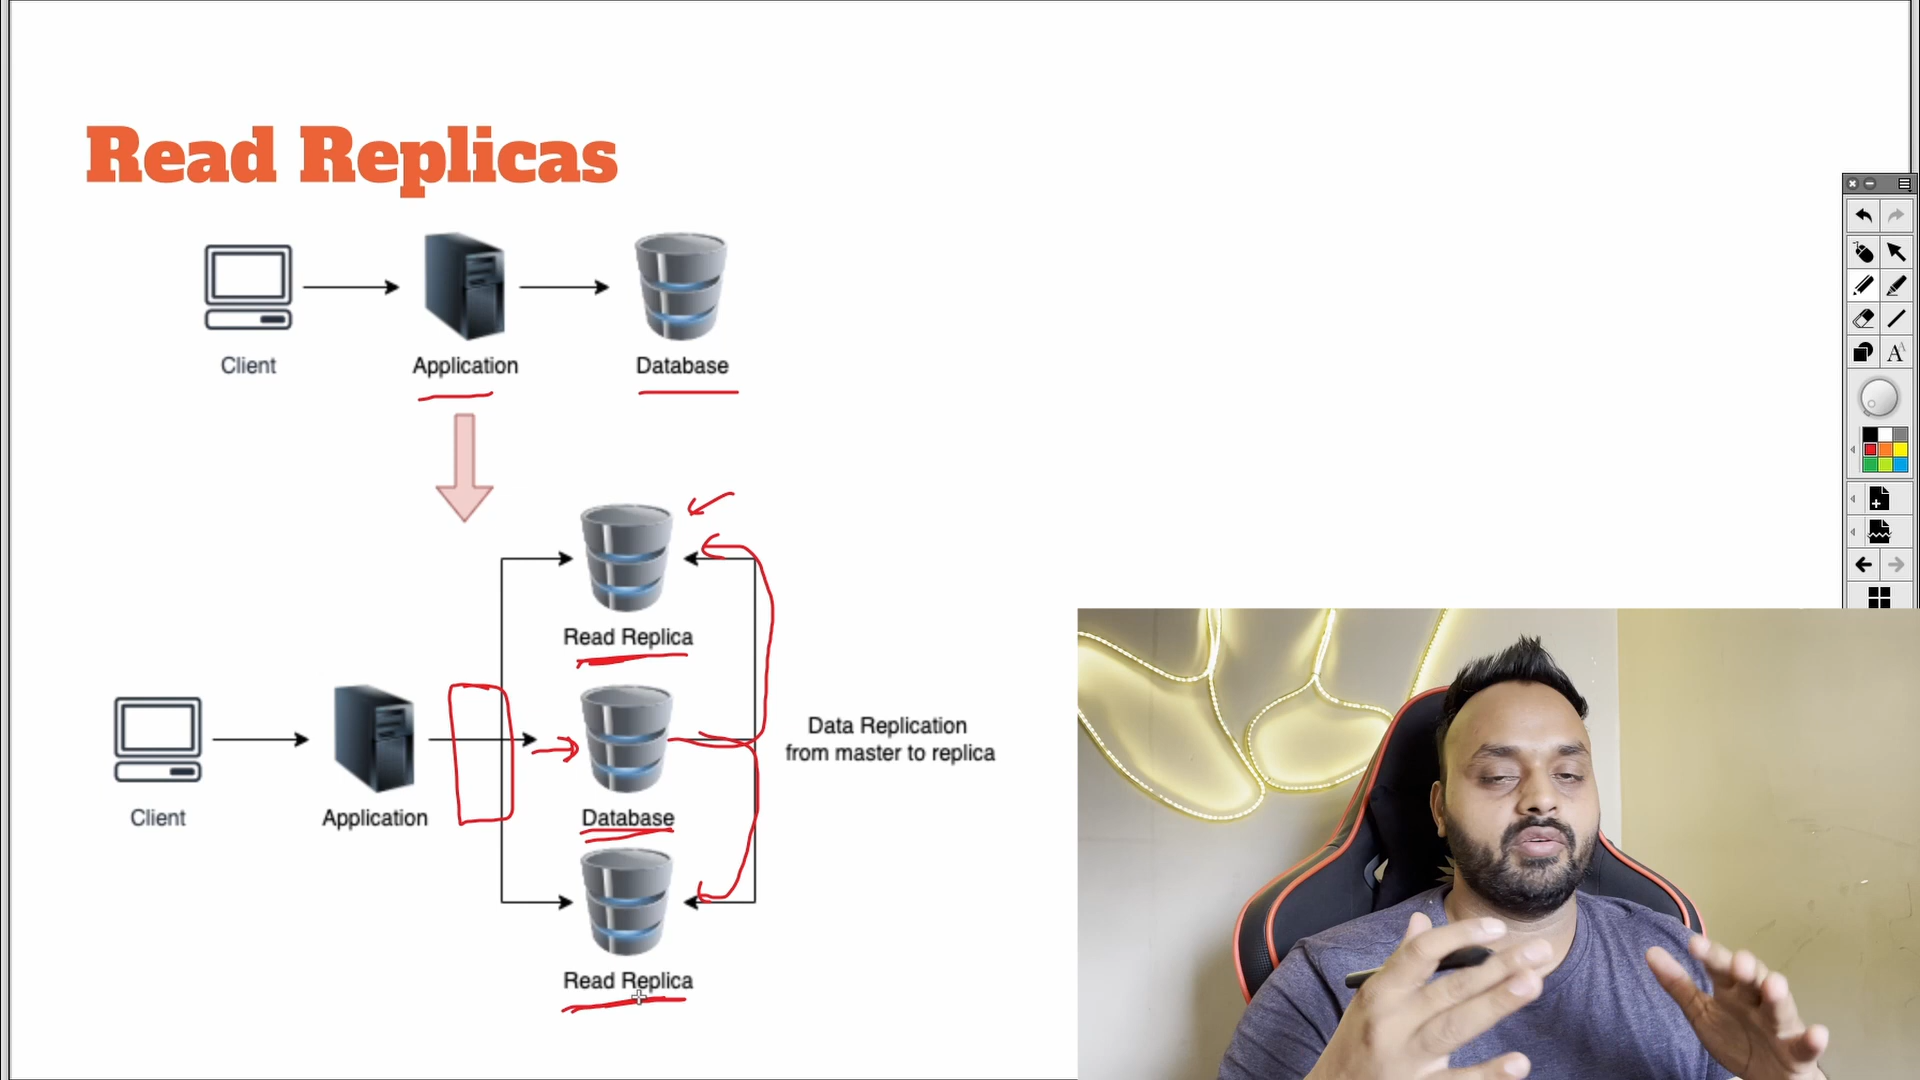 Read Replicas
Client
Application
Database
Read Replica
Data Replication
from master to replica
Client
Application
Database
Read Replica
A